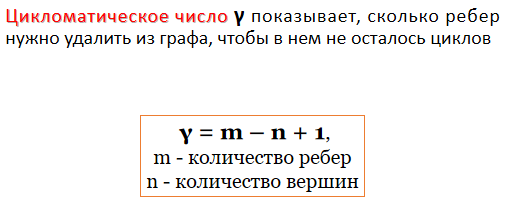 Цикломатическое число γ показывает, сколько ребер
нужно удалить из графа, чтобы в нем не осталось циклов
γ = m – n + 1,
m - количество ребер
n - количество вершин